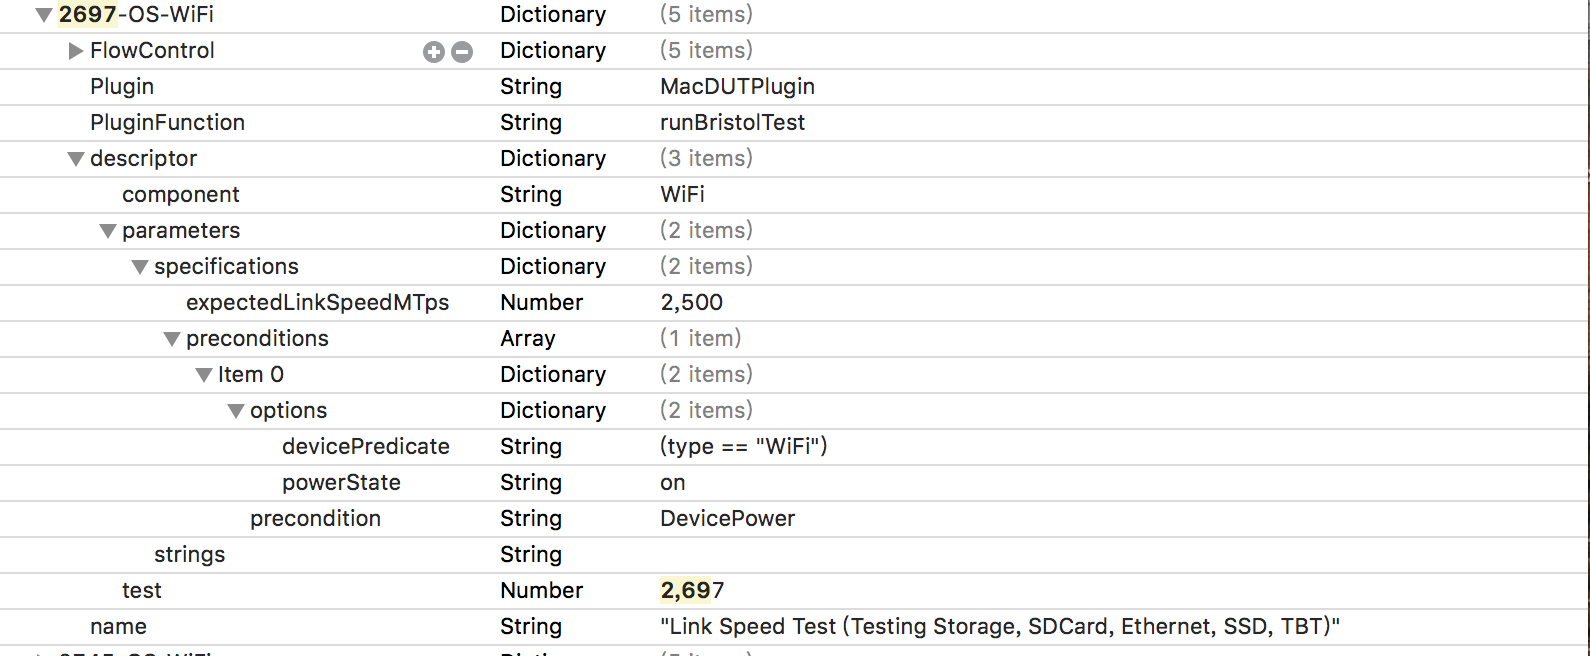 2697-OS-WiFi Dictionary (5 items)
FlowControl Dictionary (5 items)
Plugin String MacDUTPlugin
PluginFunction String runBristolTest
descriptor Dictionary (3 items)
component String WiFi
parameters Dictionary (2 items)
specifications Dictionary (2 items)
expectedLinkSpeedMTps Number 2,500
preconditions Array (1 item)
Item 0 Dictionary (2 items)
options Dictionary (2 items)
devicePredicate String (type == "WiFi")
powerState String on
precondition String DevicePower
strings String
test Number 2,697
name String "Link Speed Test (Testing Storage, SDCard, Ethernet, SSD, TBT)"